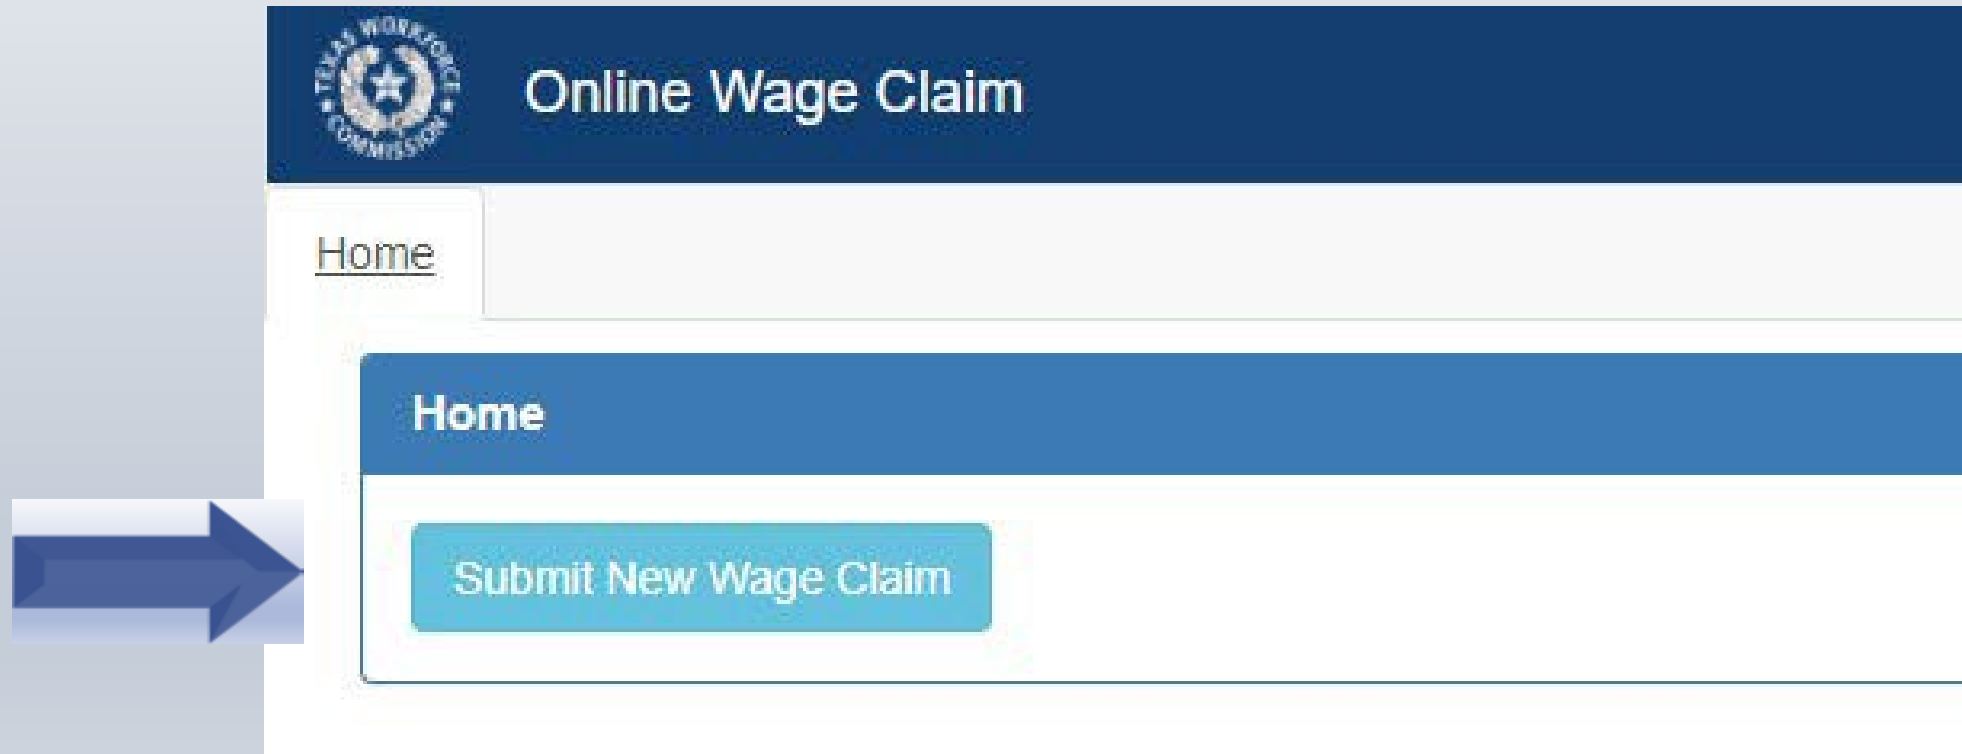 TEXAS WORKFORCE COMMISSION
Online Wage Claim
Home
Home
Submit New Wage Claim